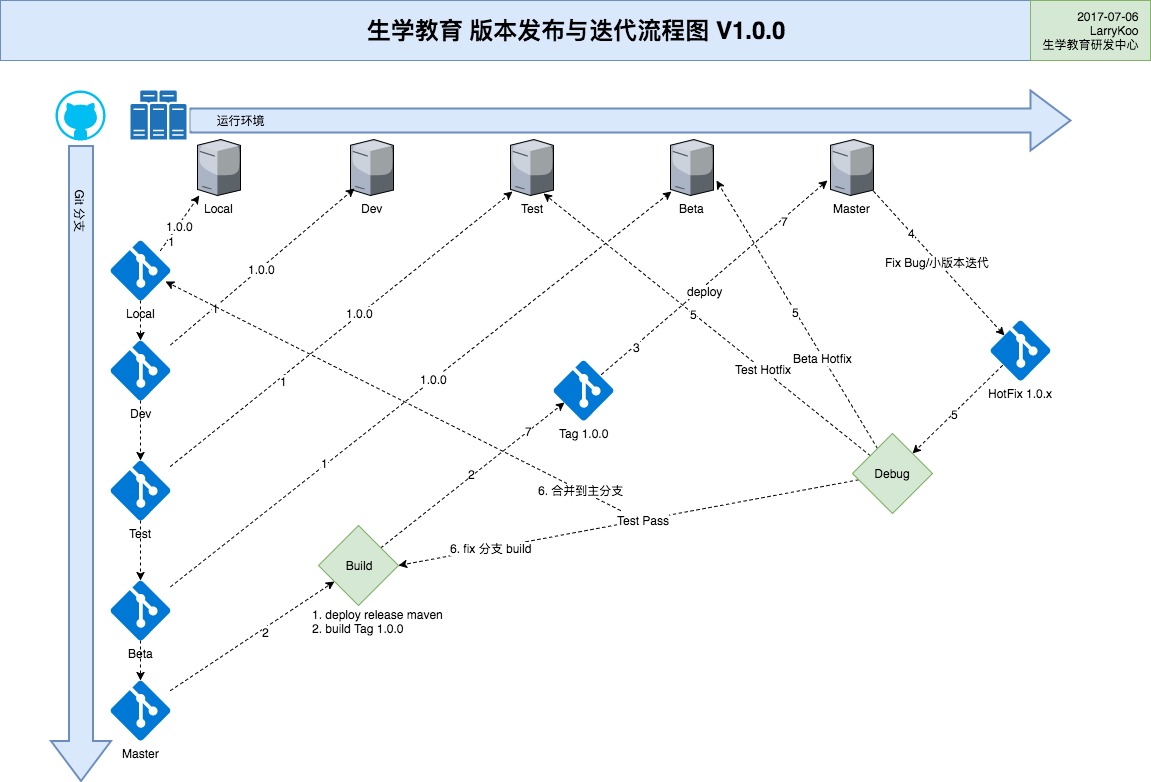 生学教育 版本发布与迭代流程图 V1.0.0
2017-07-06
LarryKoo
生学教育研发中心
运行环境
Git 分支
Local
Dev
Test
Beta
Master
1.0.0
1
4.
7
Fix Bug/小版本迭代
1.0.0
deploy
Local
1
1.0.0
5
5
3
Beta Hotfix
Test Hotfix
1
1.0.0
HotFix 1.0.x
Dev
5
7
Tag 1.0.0
1
2
Debug
6. 合并到主分支
Test Pass
Test
6. fix 分支 build
Build
1. deploy release maven
2. build Tag 1.0.0
2
Beta
Master